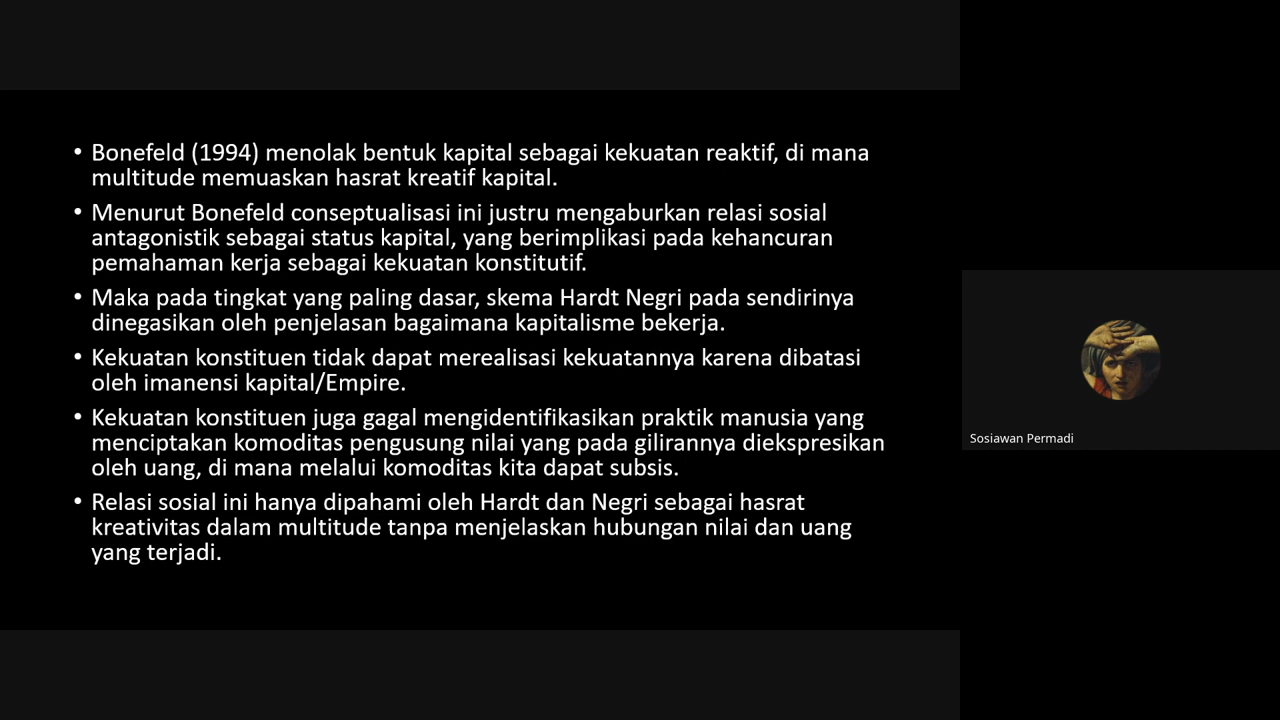 • Bonefeld (1994) menolak bentuk kapital sebagai kekuatan reaktif, di mana
multitude memuaskan hasrat kreatif kapital.
• Menurut Bonefeld conseptualisasi ini justru mengaburkan relasi sosial
antagonistik sebagai status kapital, yang berimplikasi pada kehancuran
pemahaman kerja sebagai kekuatan konstitutif.
• Maka pada tingkat yang paling dasar, skema Hardt Negri pada sendirinya
dinegasikan oleh penjelasan bagaimana kapitalisme bekerja.
• Kekuatan konstituen tidak dapat merealisasi kekuatannya karena dibatasi
oleh imanensi kapital/Empire.
• Kekuatan konstituen juga gagal mengidentifikasikan praktik manusia yang
menciptakan komoditas pengusung nilai yang pada gilirannya diekspresikan
oleh uang, di mana melalui komoditas kita dapat subsis.
• Relasi sosial ini hanya dipahami oleh Hardt dan Negri sebagai hasrat
kreativitas dalam multitude tanpa menjelaskan hubungan nilai dan uang
yang terjadi.
Sosiawan Permadi